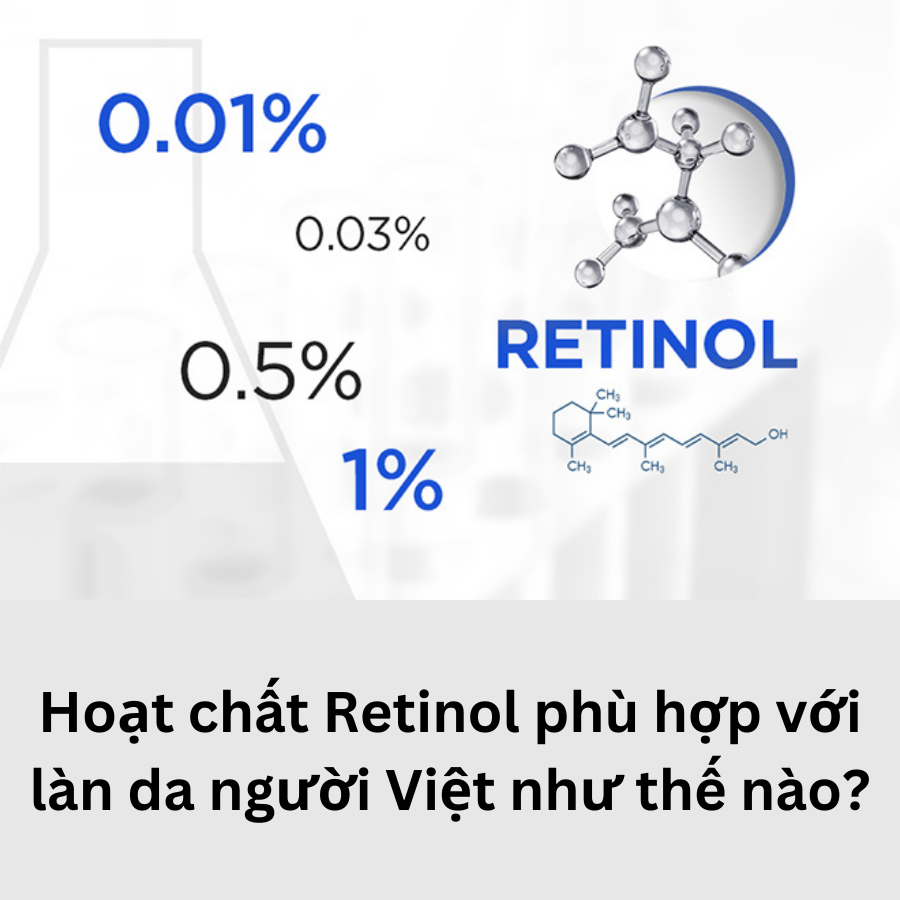 0.01%
0.03%
0.5%
1%
RETINOL
CH₃
CH₃
OH
CH₃
CH₃
CH₃
Hoạt chất Retinol phù hợp với
làn da người Việt như thế nào?